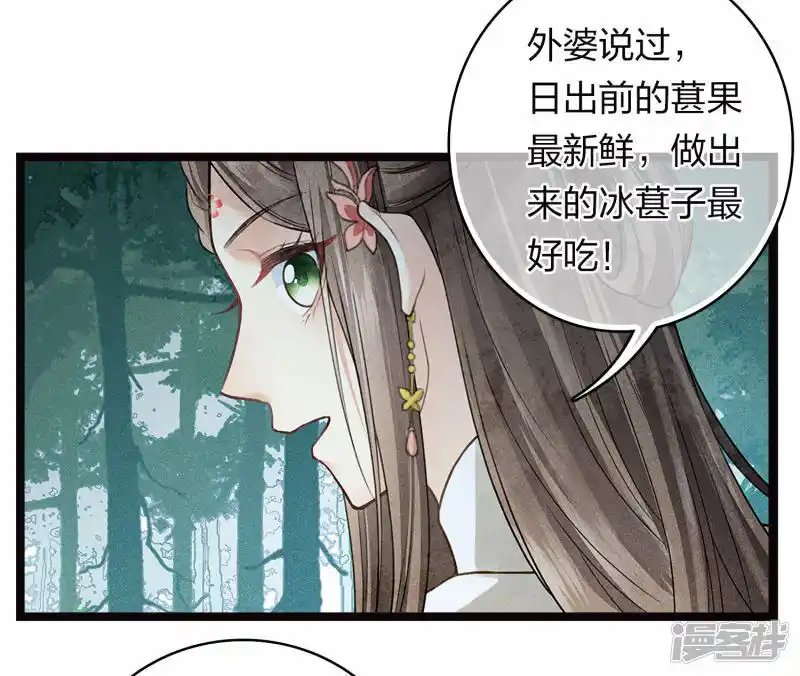 外婆说过，
日出前的葚果
最新鲜，做出
来的冰葚子最
好吃！
漫客栈